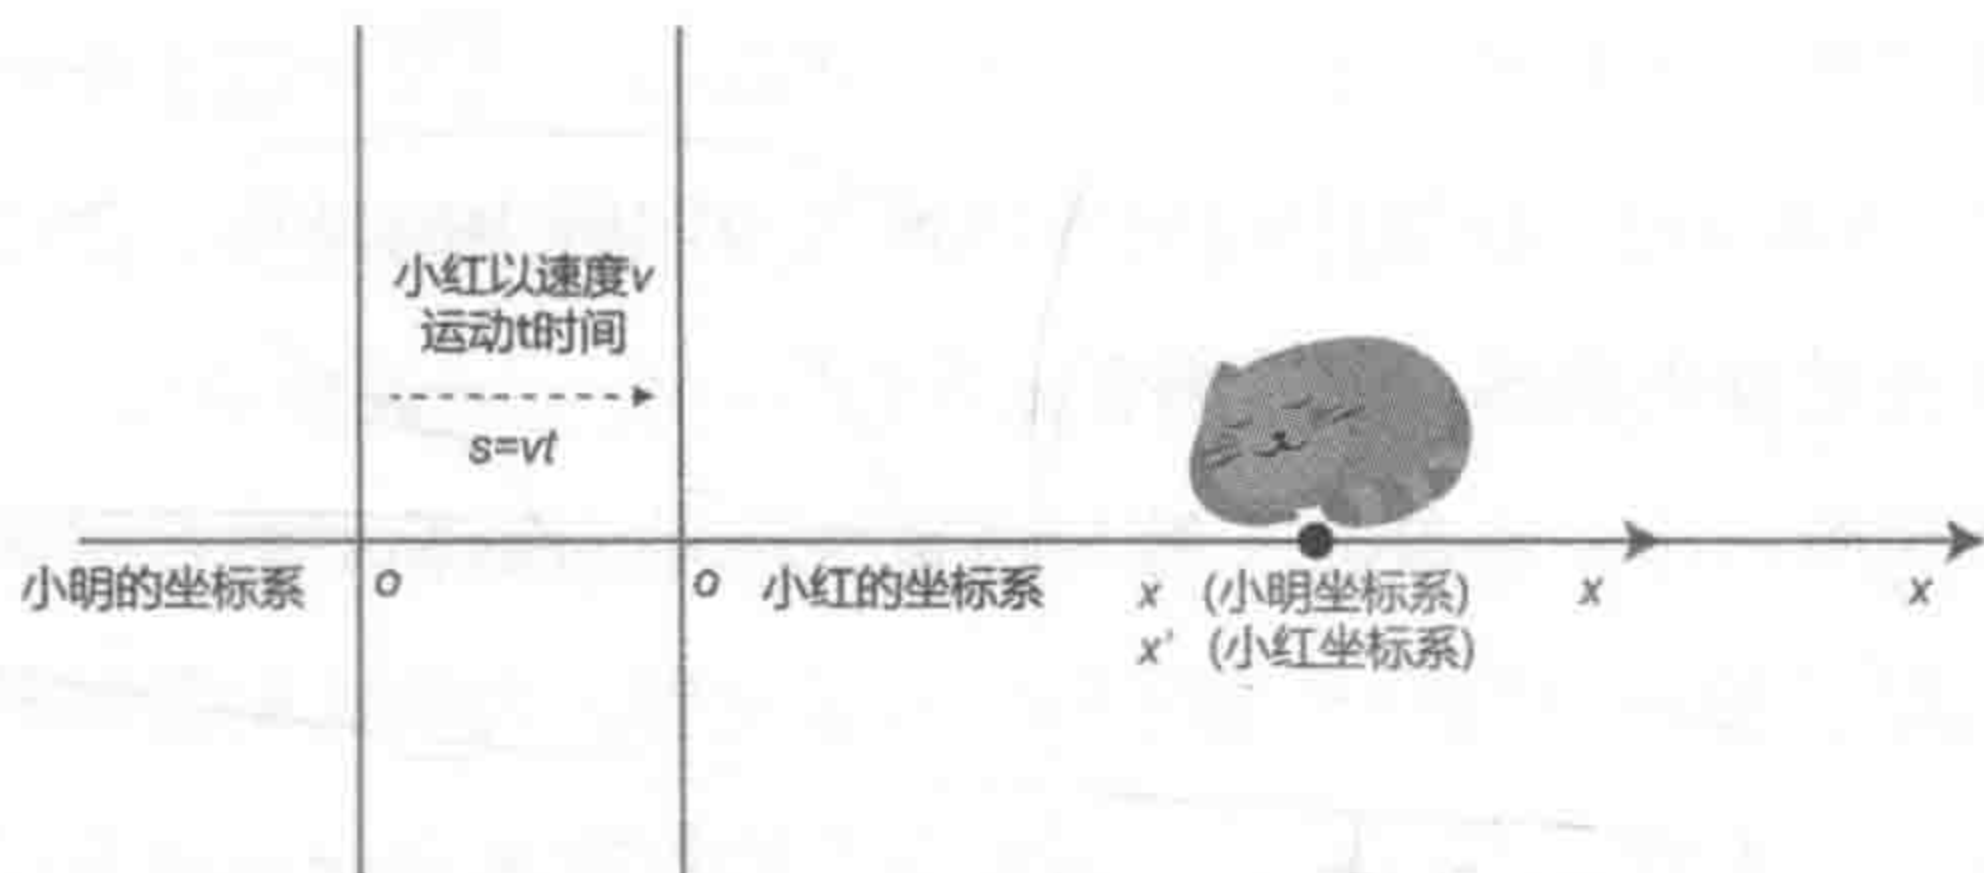 小红以速度v
运动t时间
s=vt
小明的坐标系
o
o
小红的坐标系
x (小明坐标系)
x' (小红坐标系)
x
x